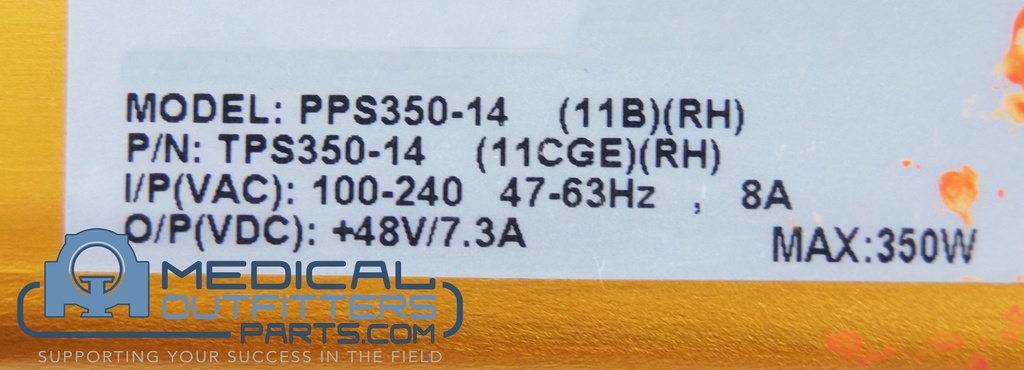 MODEL: PPS350-14 (11B)(RH)
P/N: TPS350-14 (11CGE)(RH)
I/P(VAC): 100-240 47-63Hz , 8A
O/P(VDC): +48V/7.3A MAX:350W
MEDICAL
OUTFITTERS
PARTS.COM
SUPPORTING YOUR SUCCESS IN THE FIELD